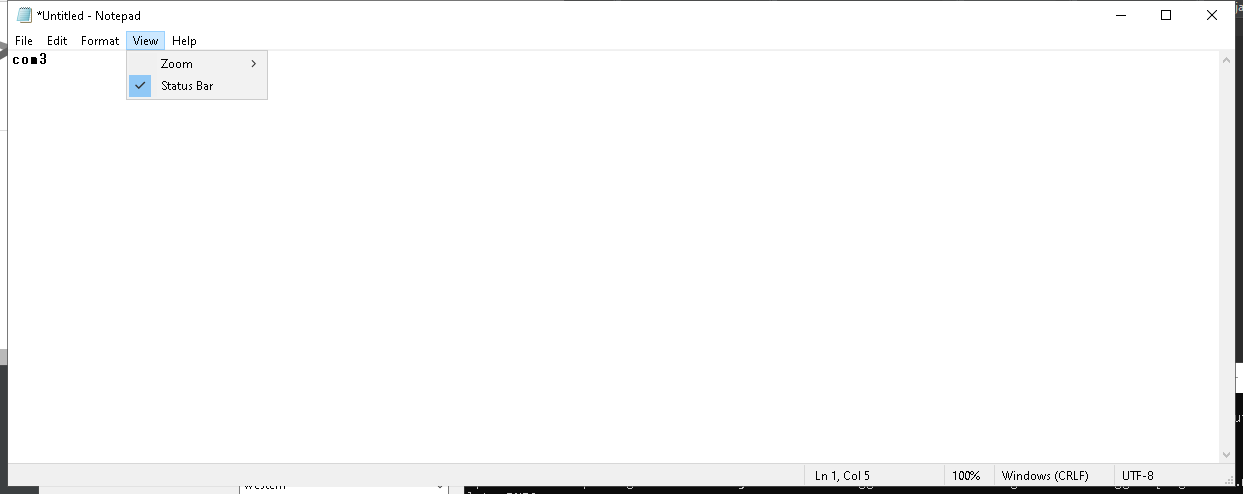 *Untitled - Notepad
File Edit Format View Help
com3
Zoom
Status Bar
Ln 1, Col 5 100% Windows (CRLF) UTF-8